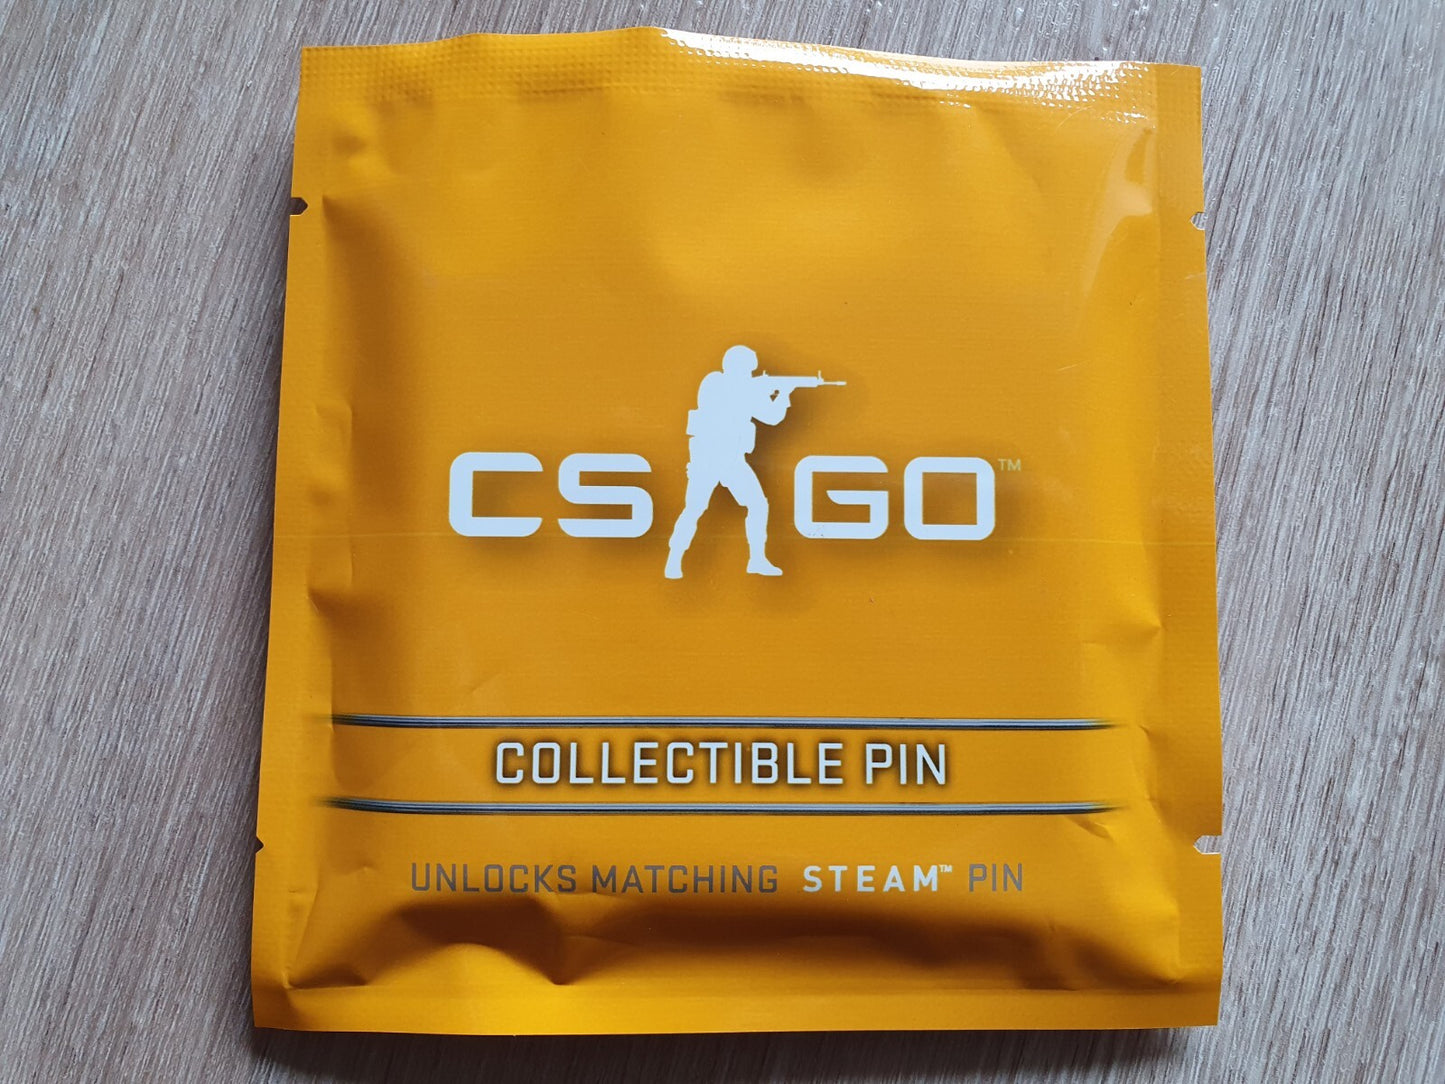 CS GO™
COLLECTIBLE PIN
UNLOCKS MATCHING STEAM™ PIN